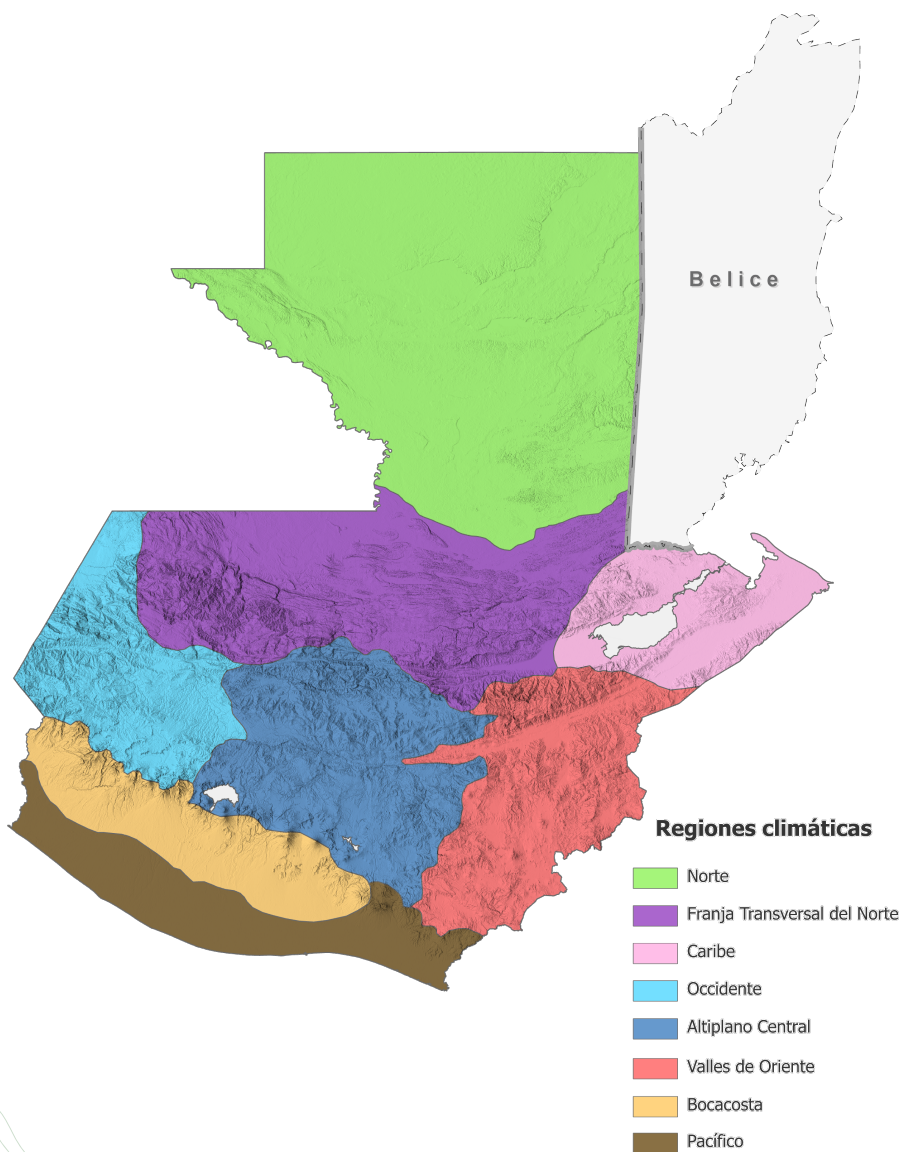 Belice
Regiones climáticas
Norte
Franja Transversal del Norte
Caribe
Occidente
Altiplano Central
Valles de Oriente
Bocacosta
Pacífico